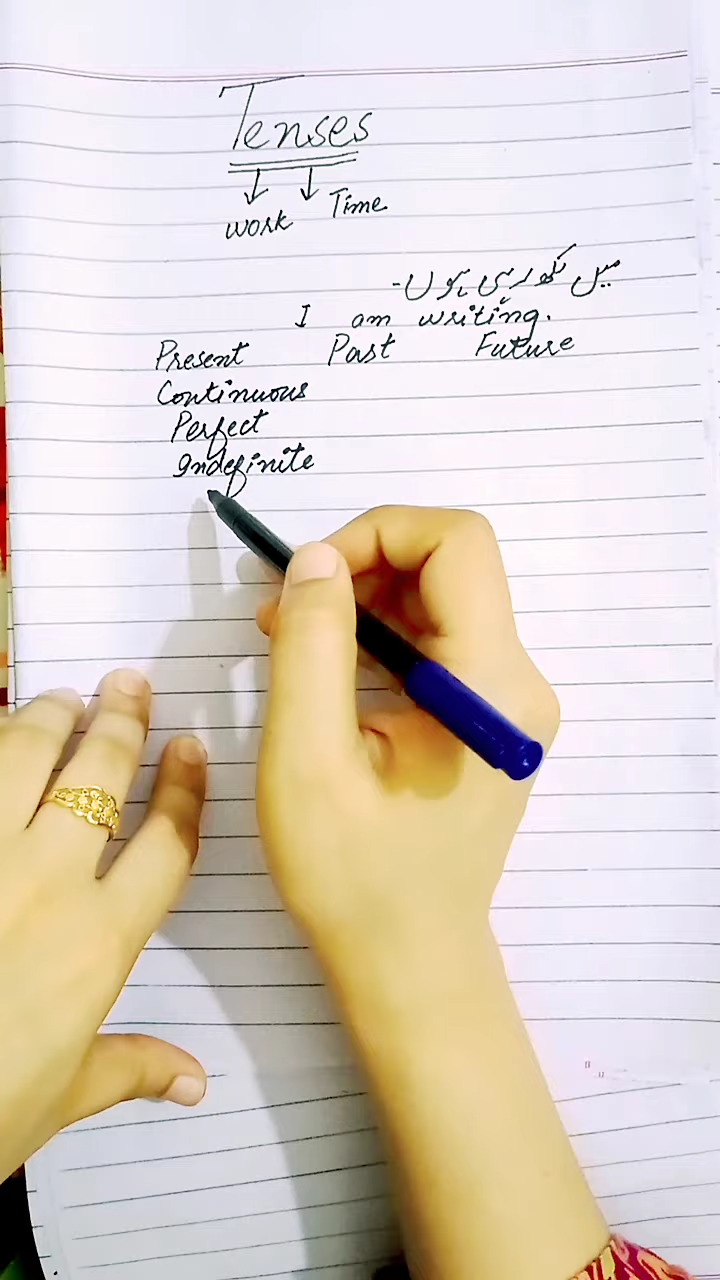 Tenses
work Time
میں لکھ رہی ہوں-
I am writing.
Present Past Future
Continuous
Perfect
Indefinite